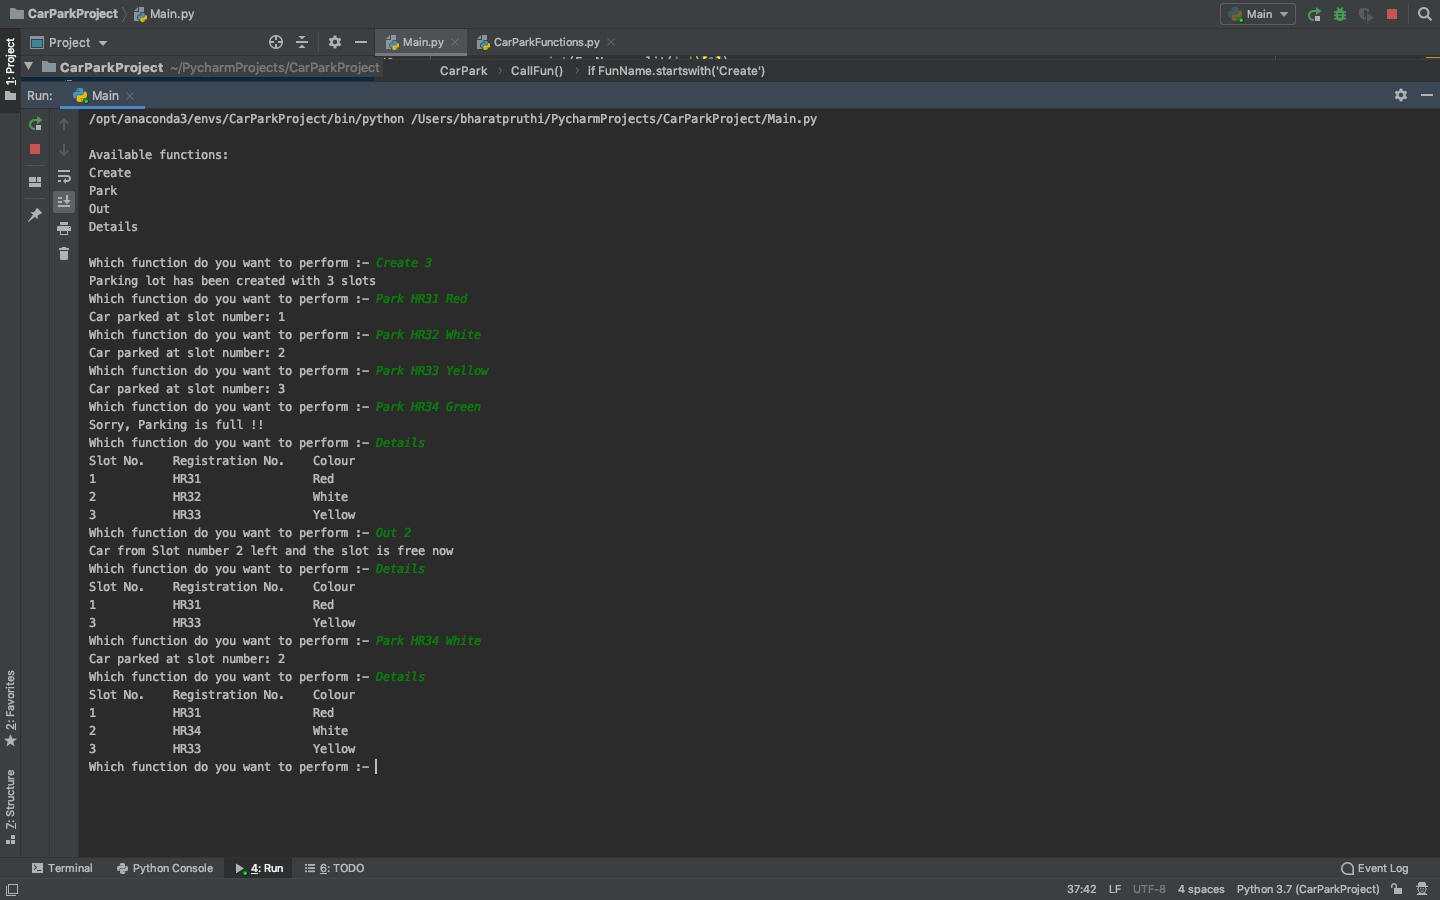 CarParkProject Main.py Main
Project Main.py CarParkFunctions.py
1: Project
CarParkProject ~/PycharmProjects/CarParkProject
CarPark CallFun() if FunName.startswith('Create')
Run: Main
/opt/anaconda3/envs/CarParkProject/bin/python /Users/bharatpruthi/PycharmProjects/CarParkProject/Main.py
Available functions:
Create
Park
Out
Details
Which function do you want to perform :- Create 3
Parking lot has been created with 3 slots
Which function do you want to perform :- Park HR31 Red
Car parked at slot number: 1
Which function do you want to perform :- Park HR32 White
Car parked at slot number: 2
Which function do you want to perform :- Park HR33 Yellow
Car parked at slot number: 3
Which function do you want to perform :- Park HR34 Green
Sorry, Parking is full !!
Which function do you want to perform :- Details
Slot No. Registration No. Colour
1 HR31 Red
2 HR32 White
3 HR33 Yellow
Which function do you want to perform :- Out 2
Car from Slot number 2 left and the slot is free now
Which function do you want to perform :- Details
Slot No. Registration No. Colour
1 HR31 Red
3 HR33 Yellow
Which function do you want to perform :- Park HR34 White
Car parked at slot number: 2
Which function do you want to perform :- Details
Slot No. Registration No. Colour
1 HR31 Red
2 HR34 White
3 HR33 Yellow
Which function do you want to perform :-
2: Favorites
7: Structure
Terminal Python Console 4: Run 6: TODO Event Log
37:42 LF UTF-8 4 spaces Python 3.7 (CarParkProject)